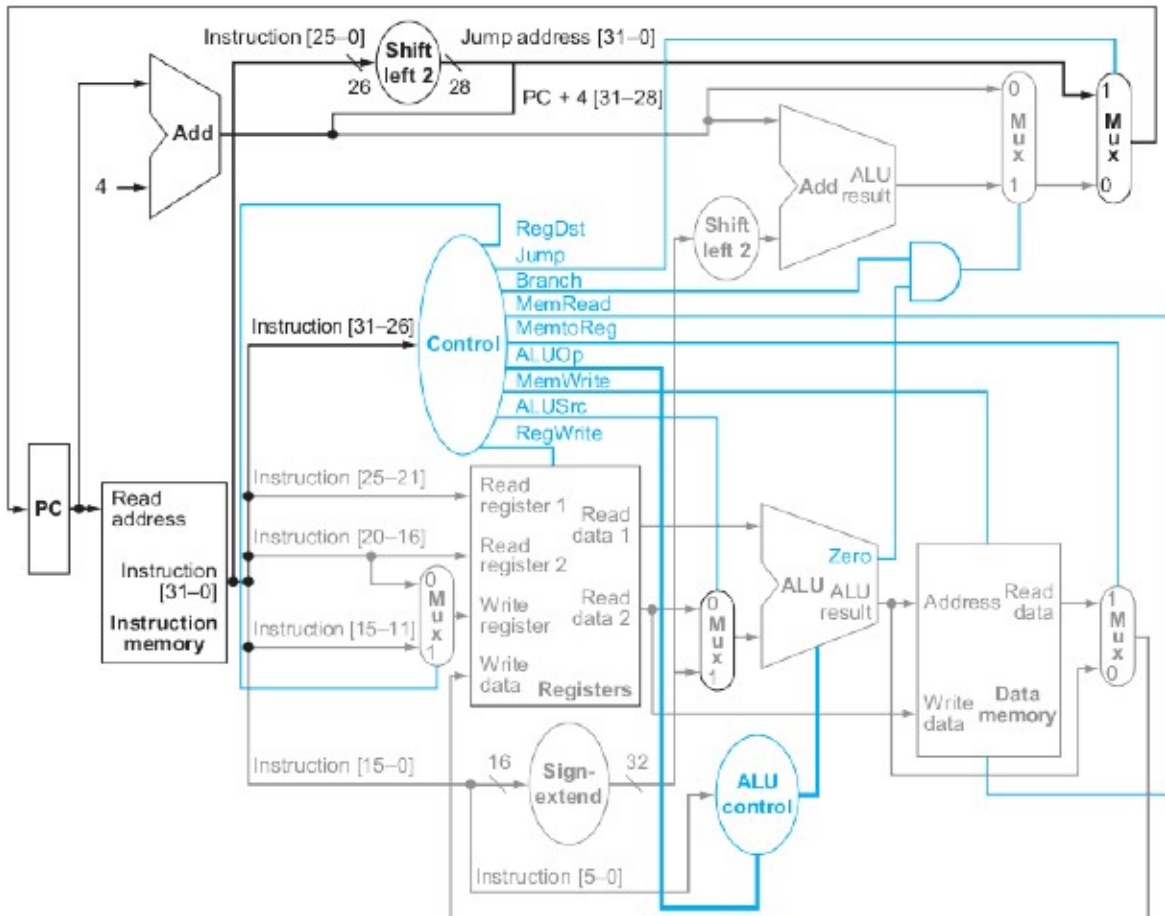 Instruction [25–0]
Shift
left 2
Jump address [31–0]
26
28
PC + 4 [31–28]
Add
4
0
M
u
x
1
1
M
u
x
0
Add
ALU
result
Shift
left 2
RegDst
Jump
Branch
MemRead
MemtoReg
ALUOp
MemWrite
ALUSrc
RegWrite
Instruction [31–26]
Control
PC
Read
address
Instruction
[31–0]
Instruction
memory
Instruction [25–21]
Instruction [20–16]
Instruction [15–11]
0
M
u
x
1
Read
register 1
Read
register 2
Write
register
Write
data
Read
data 1
Read
data 2
Registers
0
M
u
x
1
Zero
ALU
ALU
result
Address
Read
data
Write
data
Data
memory
1
M
u
x
0
Instruction [15–0]
16
Sign-
extend
32
ALU
control
Instruction [5–0]